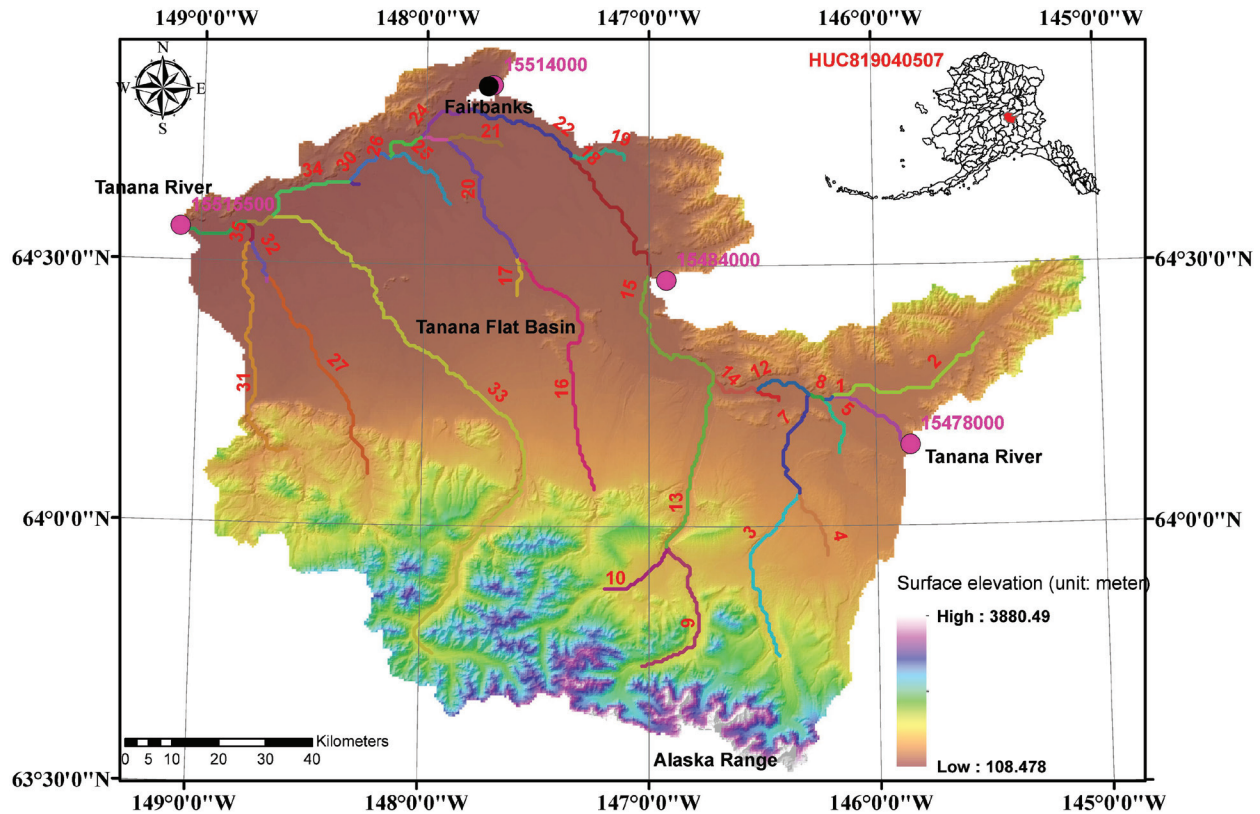 149°0'0"W
148°0'0"W
147°0'0"W
146°0'0"W
145°0'0"W
N
W
E
S
15514000
HUC819040507
Fairbanks
24
21
22
19
18
26
25
30
34
20
Tanana River
15515500
35
32
64°30'0"N
64°30'0"N
17
15484000
15
Tanana Flat Basin
27
31
33
16
14
12
8
1
2
7
5
15478000
Tanana River
64°0'0"N
64°0'0"N
13
3
4
10
9
Surface elevation (unit: meter)
High : 3880.49
Low : 108.478
Kilometers
0 5 10 20 30 40
Alaska Range
63°30'0"N
149°0'0"W
148°0'0"W
147°0'0"W
146°0'0"W
145°0'0"W